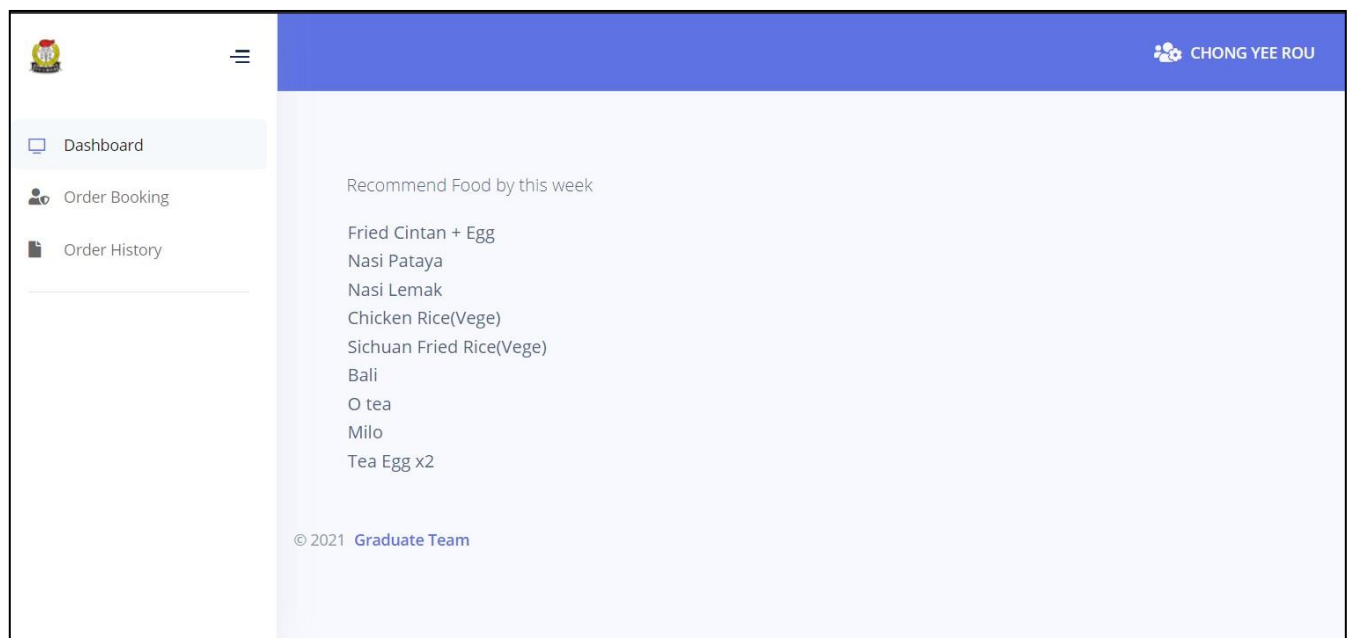 CHONG YEE ROU
Dashboard
Order Booking
Order History
Recommend Food by this week
Fried Cintan + Egg
Nasi Pataya
Nasi Lemak
Chicken Rice(Vege)
Sichuan Fried Rice(Vege)
Bali
O tea
Milo
Tea Egg x2
© 2021 Graduate Team